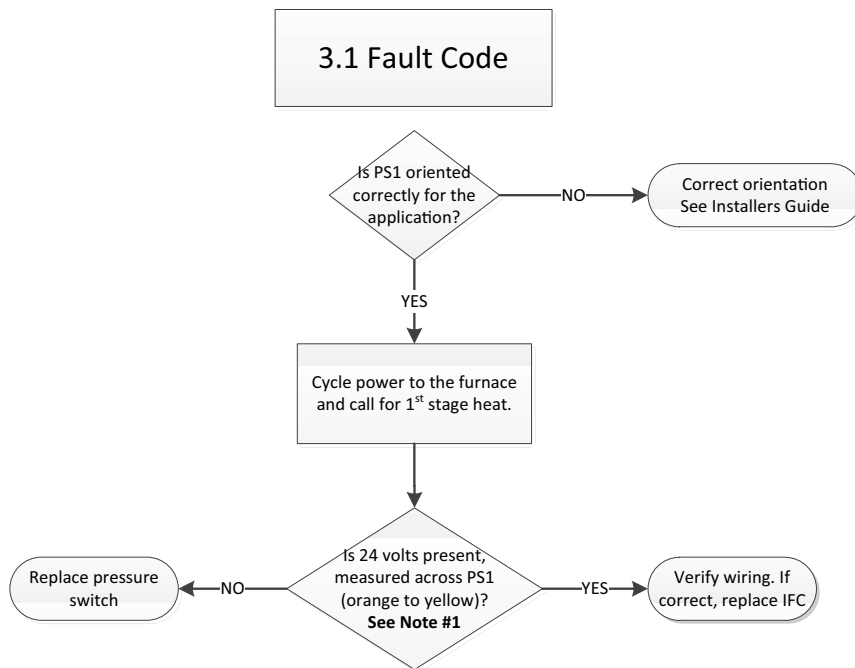 3.1 Fault Code
Is PS1 oriented
correctly for the
application?
NO
Correct orientation
See Installers Guide
YES
Cycle power to the furnace
and call for 1st stage heat.
Is 24 volts present,
measured across PS1
(orange to yellow)?
See Note #1
NO
Replace pressure
switch
YES
Verify wiring. If
correct, replace IFC